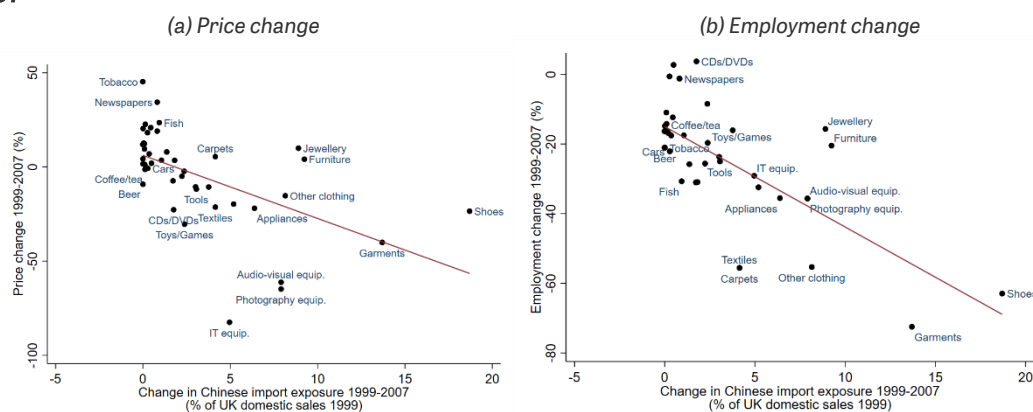 (a) Price change
(b) Employment change
Price change 1999-2007 (%)
50
0
-50
-100
Tobacco
Newspapers
Fish
Carpets
Jewellery
Furniture
Cars
Coffee/tea
Beer
Tools
Other clothing
CDs/DVDs
Textiles
Appliances
Shoes
Toys/Games
Garments
Audio-visual equip.
Photography equip.
IT equip.
-5
0
5
10
15
20
Change in Chinese import exposure 1999-2007
(% of UK domestic sales 1999)
Employment change 1999-2007 (%)
0
-20
-40
-60
-80
CDs/DVDs
Newspapers
Coffee/tea
Jewellery
Toys/Games
Furniture
Cars
Tobacco
Beer
Tools
IT equip.
Fish
Audio-visual equip.
Appliances
Photography equip.
Textiles
Carpets
Other clothing
Shoes
Garments
-5
0
5
10
15
20
Change in Chinese import exposure 1999-2007
(% of UK domestic sales 1999)